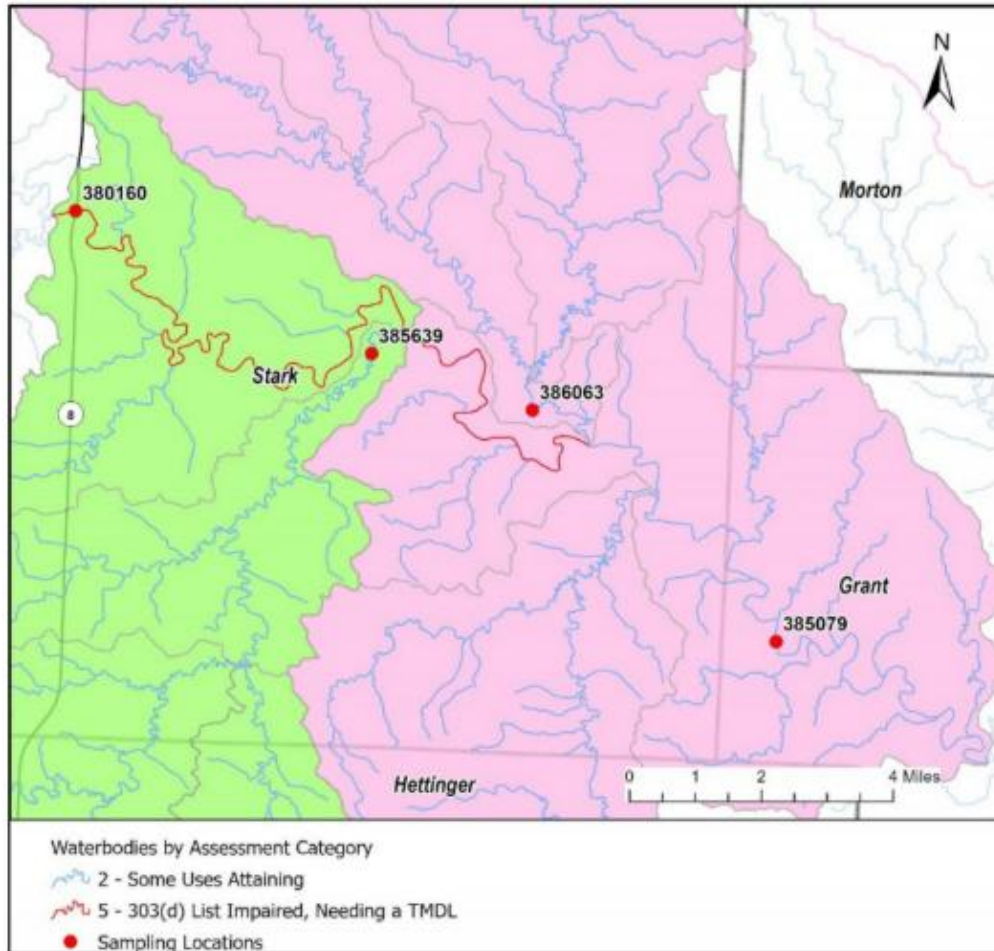 N
380160
Morton
385639
Stark
386063
8
Grant
385079
0 1 2 4 Miles
Hettinger
Waterbodies by Assessment Category
2 - Some Uses Attaining
5 - 303(d) List Impaired, Needing a TMDL
Sampling Locations